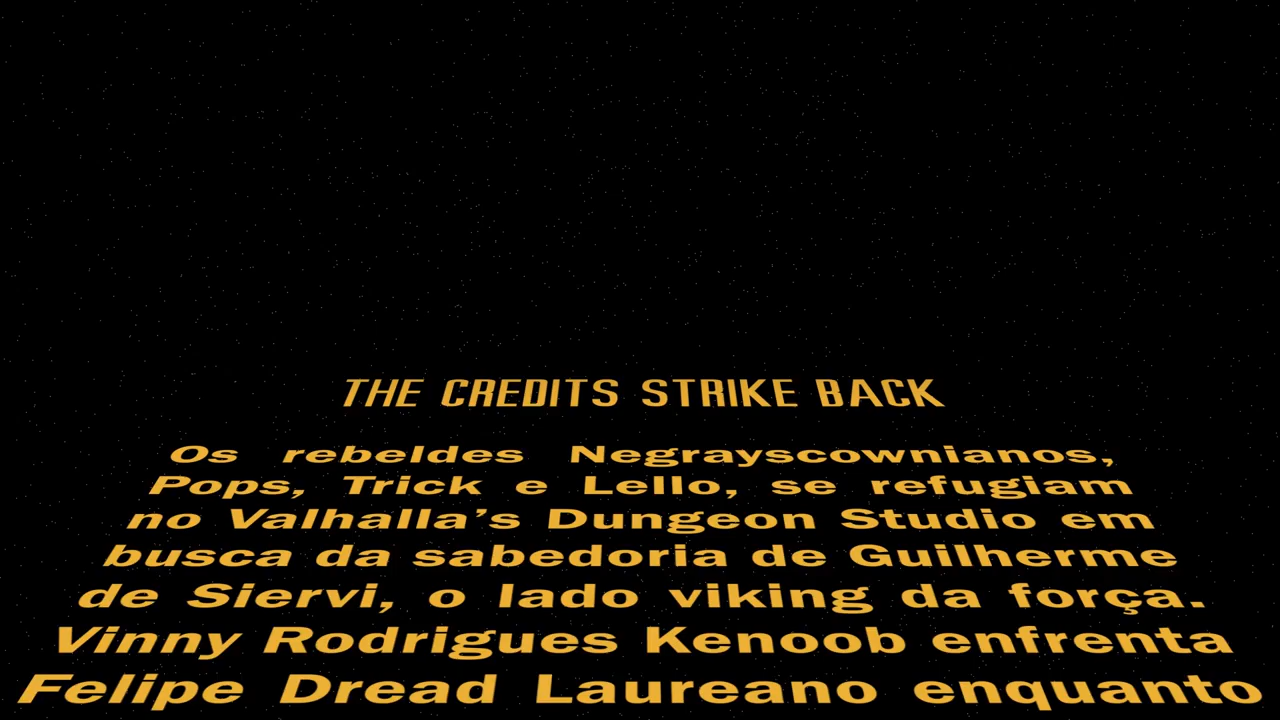 THE CREDITS STRIKE BACK
Os rebeldes Negrayscownianos,
Pops, Trick e Lello, se refugiam
no Valhalla’s Dungeon Studio em
busca da sabedoria de Guilherme
de Siervi, o lado viking da força.
Vinny Rodrigues Kenoob enfrenta
Felipe Dread Laureano enquanto